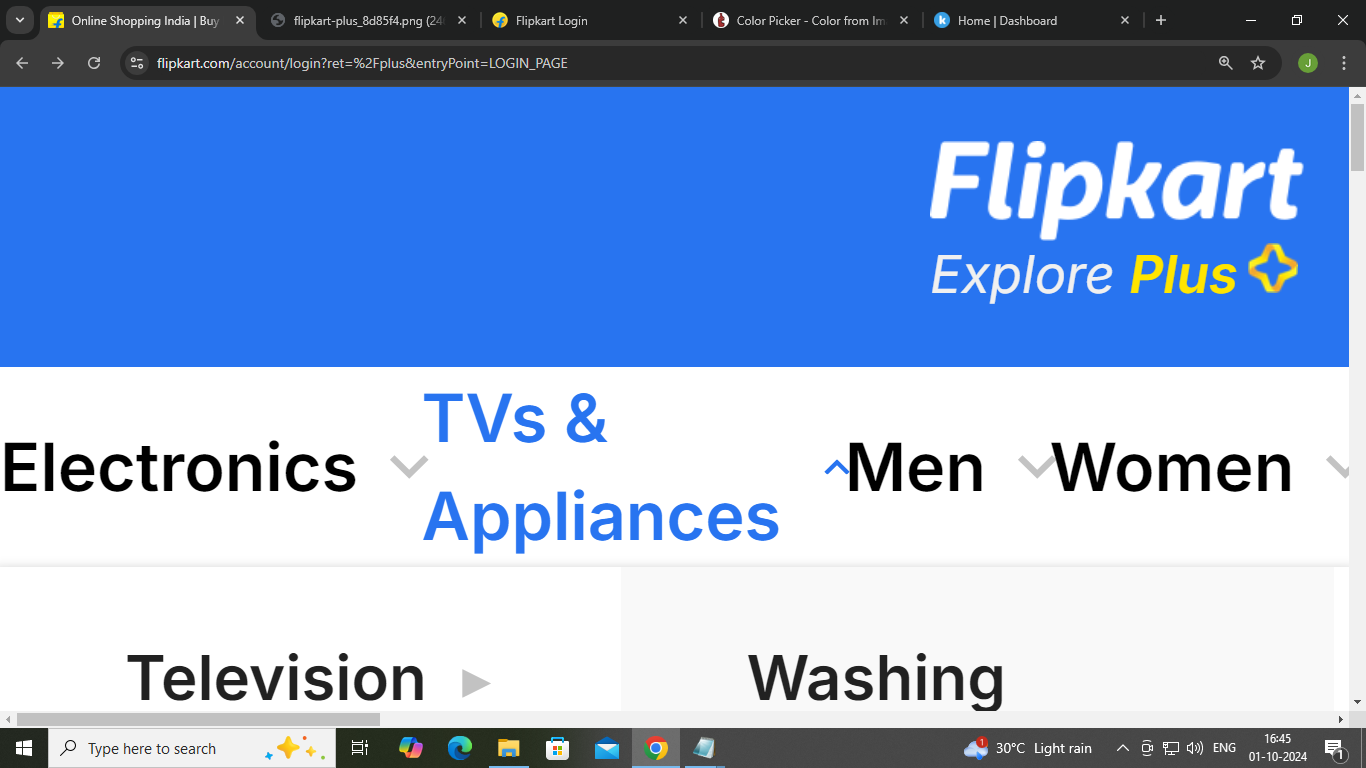 Online Shopping India | Buy
flipkart-plus_8d85f4.png (24
Flipkart Login
Color Picker - Color from Im
Home | Dashboard
flipkart.com/account/login?ret=%2Fplus&entryPoint=LOGIN_PAGE
J
Flipkart
Explore Plus
Electronics
TVs &
Appliances
Men
Women
Television
Washing
Type here to search
1
30°C Light rain
ENG
16:45
01-10-2024
1